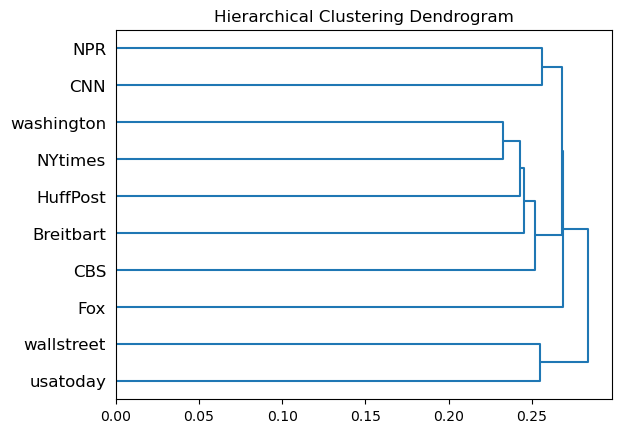 Hierarchical Clustering Dendrogram
NPR
CNN
washington
NYtimes
HuffPost
Breitbart
CBS
Fox
wallstreet
usatoday
0.00 0.05 0.10 0.15 0.20 0.25